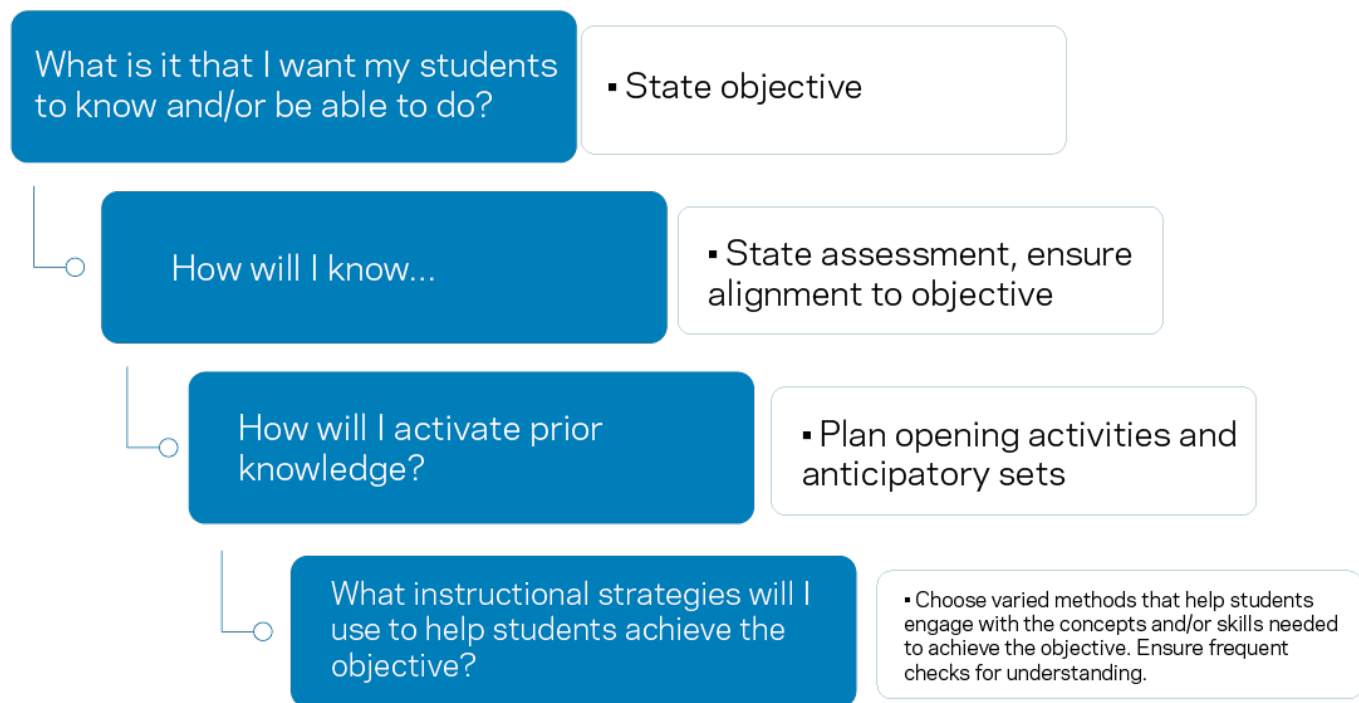 What is it that I want my students
to know and/or be able to do?
▪ State objective
How will I know...
▪ State assessment, ensure
alignment to objective
How will I activate prior
knowledge?
▪ Plan opening activities and
anticipatory sets
What instructional strategies will I
use to help students achieve the
objective?
▪ Choose varied methods that help students
engage with the concepts and/or skills needed
to achieve the objective. Ensure frequent
checks for understanding.